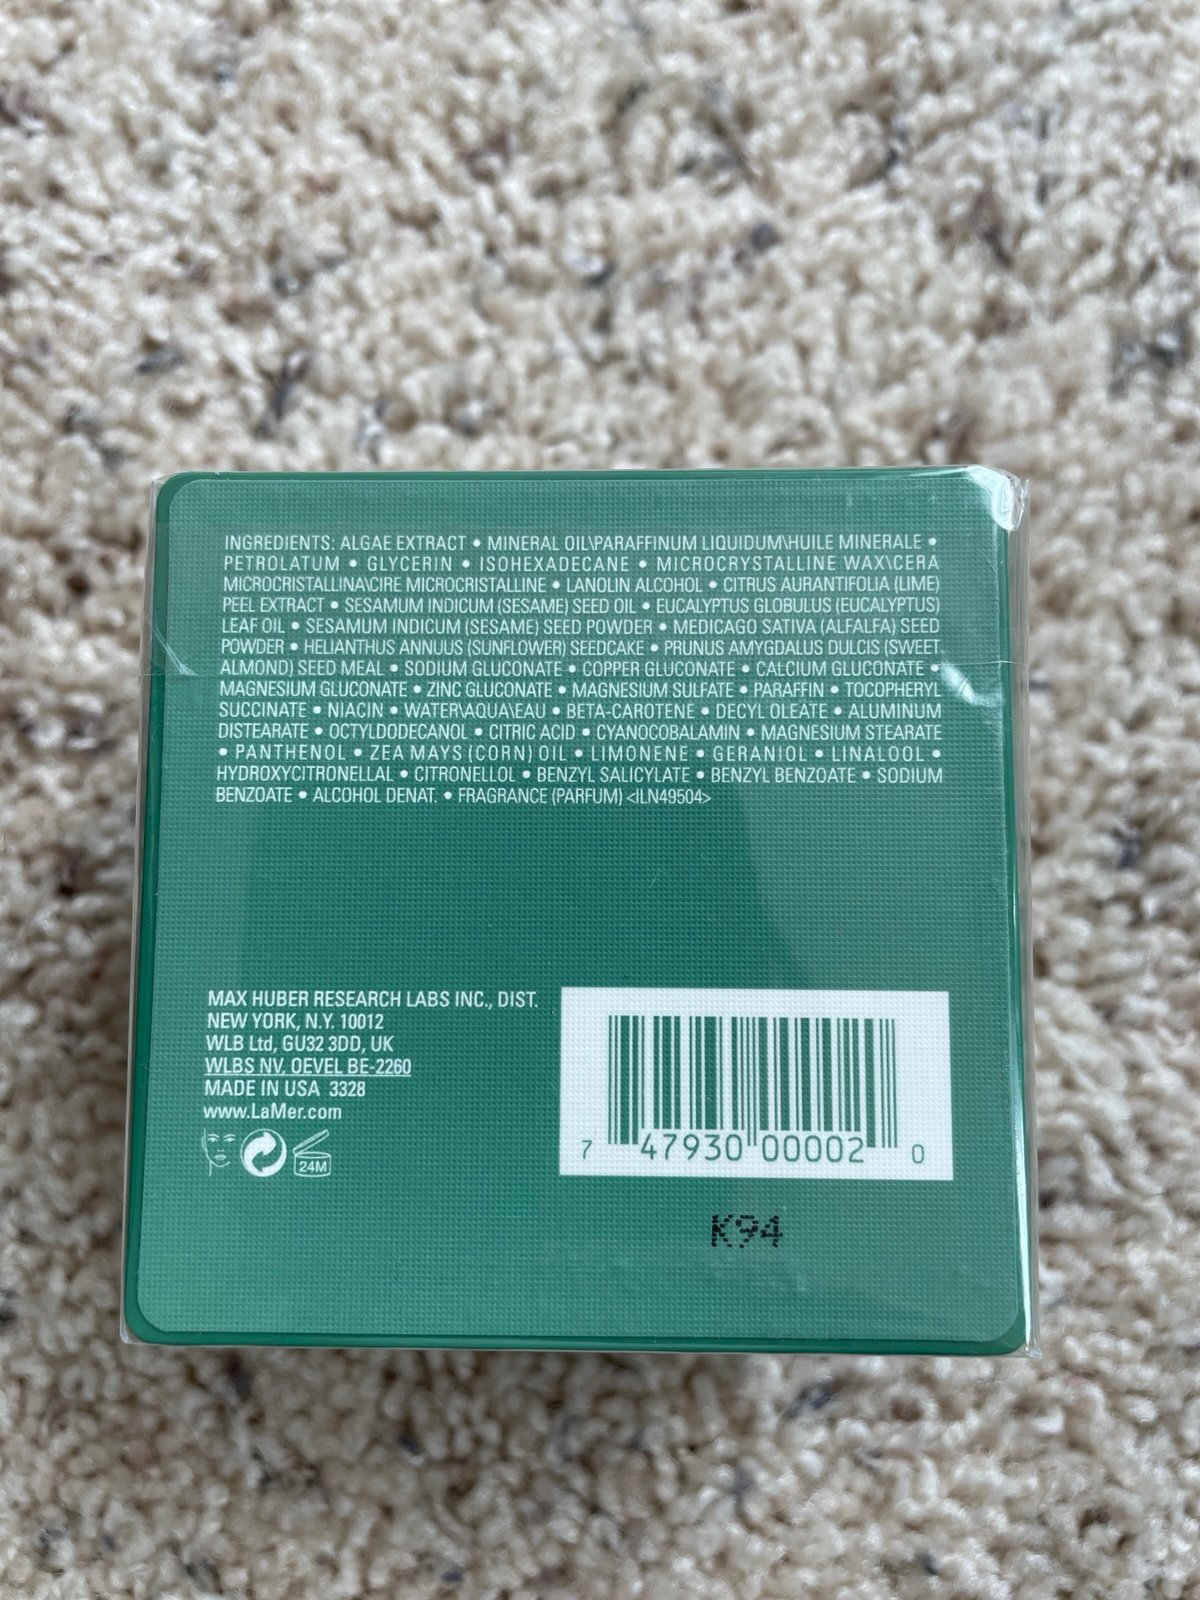 INGREDIENTS: ALGAE EXTRACT • MINERAL OIL\PARAFFINUM LIQUIDUM\HUILE MINERALE •
PETROLATUM • GLYCERIN • ISOHEXADECANE • MICROCRYSTALLINE WAX\CERA
MICROCRISTALLINA\CIRE MICROCRISTALLINE • LANOLIN ALCOHOL • CITRUS AURANTIFOLIA (LIME)
PEEL EXTRACT • SESAMUM INDICUM (SESAME) SEED OIL • EUCALYPTUS GLOBULUS (EUCALYPTUS)
LEAF OIL • SESAMUM INDICUM (SESAME) SEED POWDER • MEDICAGO SATIVA (ALFALFA) SEED
POWDER • HELIANTHUS ANNUUS (SUNFLOWER) SEEDCAKE • PRUNUS AMYGDALUS DULCIS (SWEET
ALMOND) SEED MEAL • SODIUM GLUCONATE • COPPER GLUCONATE • CALCIUM GLUCONATE •
MAGNESIUM GLUCONATE • ZINC GLUCONATE • MAGNESIUM SULFATE • PARAFFIN • TOCOPHERYL
SUCCINATE • NIACIN • WATER\AQUA\EAU • BETA-CAROTENE • DECYL OLEATE • ALUMINUM
DISTEARATE • OCTYLDODECANOL • CITRIC ACID • CYANOCOBALAMIN • MAGNESIUM STEARATE
• PANTHENOL • ZEA MAYS (CORN) OIL • LIMONENE • GERANIOL • LINALOOL •
HYDROXYCITRONELLAL • CITRONELLOL • BENZYL SALICYLATE • BENZYL BENZOATE • SODIUM
BENZOATE • ALCOHOL DENAT. • FRAGRANCE (PARFUM) <ILN49504>
MAX HUBER RESEARCH LABS INC., DIST.
NEW YORK, N.Y. 10012
WLB Ltd, GU32 3DD, UK
WLBS NV, OEVEL BE-2260
MADE IN USA 3328
www.LaMer.com
24M
7 47930 00002 0
K94